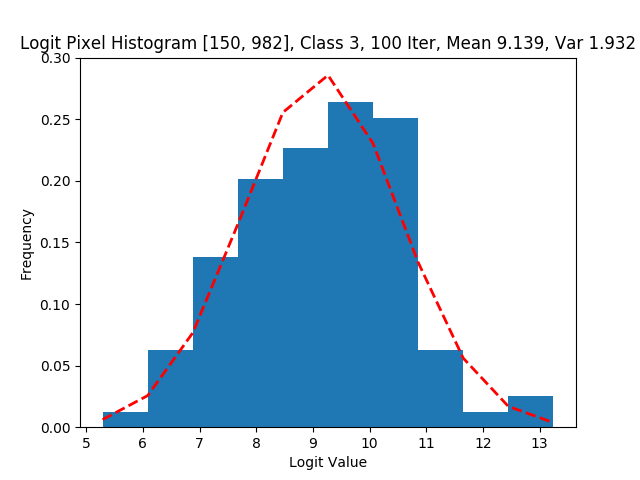 Logit Pixel Histogram [150, 982], Class 3, 100 Iter, Mean 9.139, Var 1.932
0.30
0.25
0.20
0.15
0.10
0.05
0.00
Frequency
5 6 7 8 9 10 11 12 13
Logit Value